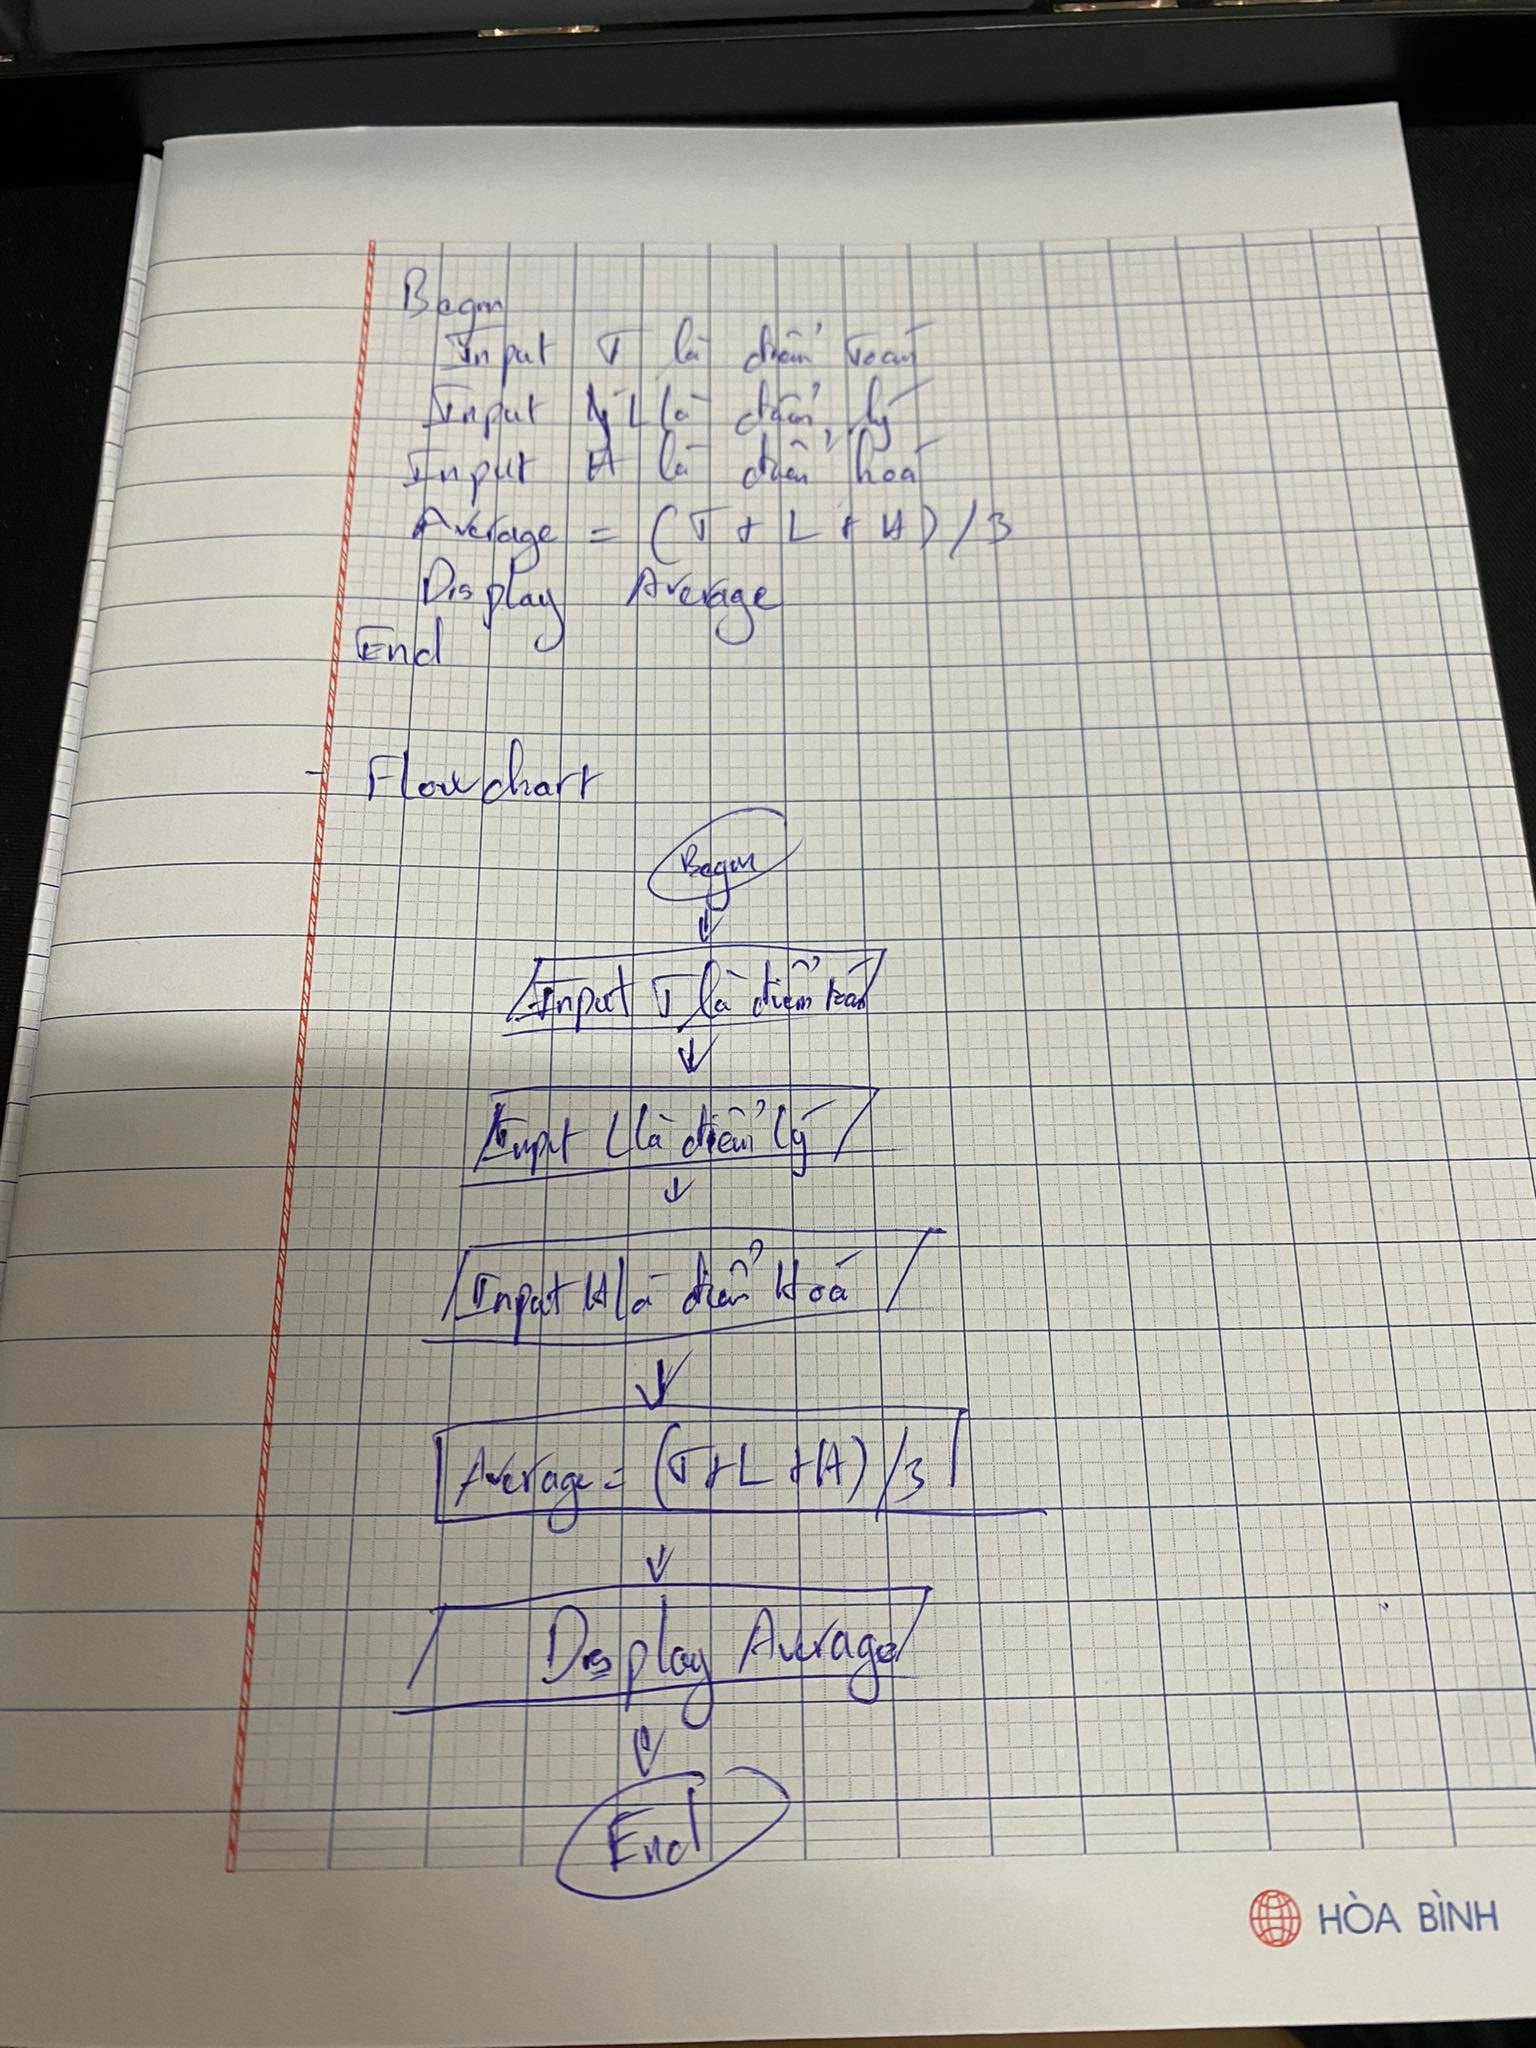 Begin
Input T là điểm Toán
Input L là điểm lý
Input H là điểm hoá
Average = (T + L + H) / 3
Display Average
End
- Flowchart
Begin
Input T là điểm toán
Input L là điểm lý
Input H là điểm Hoá
Average = (T + L + H) / 3
Display Average
End
HÒA BÌNH